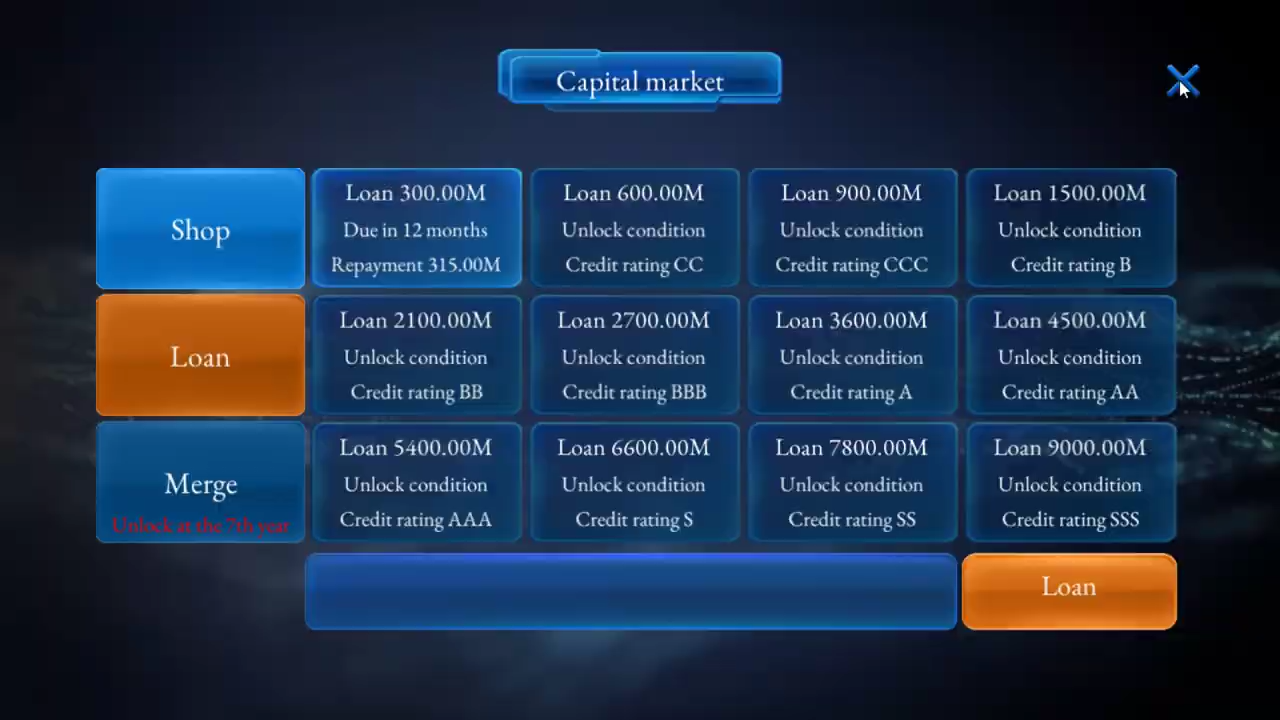 Capital market
Shop
Loan 300.00M
Due in 12 months
Repayment 315.00M
Loan 600.00M
Unlock condition
Credit rating CC
Loan 900.00M
Unlock condition
Credit rating CCC
Loan 1500.00M
Unlock condition
Credit rating B
Loan
Loan 2100.00M
Unlock condition
Credit rating BB
Loan 2700.00M
Unlock condition
Credit rating BBB
Loan 3600.00M
Unlock condition
Credit rating A
Loan 4500.00M
Unlock condition
Credit rating AA
Merge
Unlock at the 7th year
Loan 5400.00M
Unlock condition
Credit rating AAA
Loan 6600.00M
Unlock condition
Credit rating S
Loan 7800.00M
Unlock condition
Credit rating SS
Loan 9000.00M
Unlock condition
Credit rating SSS
Loan